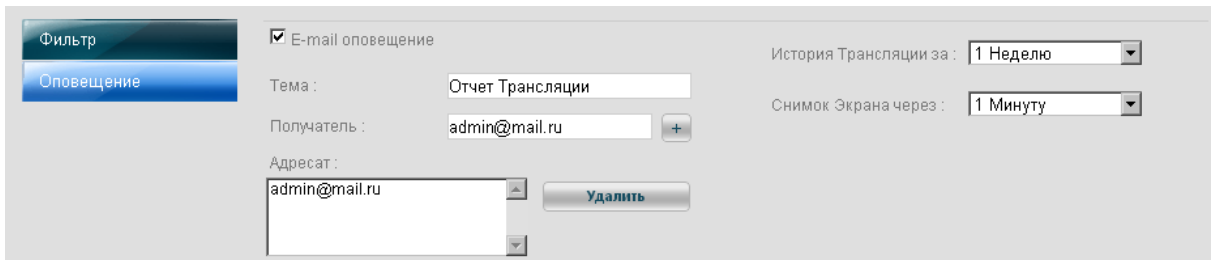 Фильтр
Оповещение
E-mail оповещение
Тема :
Отчет Трансляции
Получатель :
admin@mail.ru
+
Адресат :
admin@mail.ru
Удалить
История Трансляции за :
1 Неделю
Снимок Экрана через :
1 Минуту